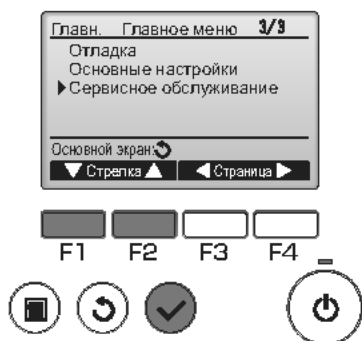 Главн. Главное меню 3/3
Отладка
Основные настройки
▶Сервисное обслуживание
Основной экран:
▼ Стрелка ▲ ◀ Страница ▶
F1 F2 F3 F4